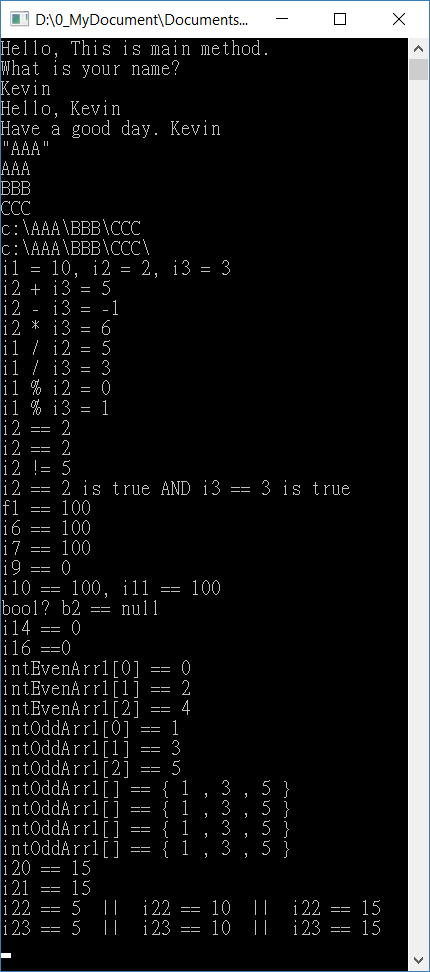 D:\0_MyDocument\Documents...
Hello, This is main method.
What is your name?
Kevin
Hello, Kevin
Have a good day. Kevin
"AAA"
AAA
BBB
CCC
c:\AAA\BBB\CCC
c:\AAA\BBB\CCC\
i1 = 10, i2 = 2, i3 = 3
i2 + i3 = 5
i2 - i3 = -1
i2 * i3 = 6
i1 / i2 = 5
i1 / i3 = 3
i1 % i2 = 0
i1 % i3 = 1
i2 == 2
i2 == 2
i2 != 5
i2 == 2 is true AND i3 == 3 is true
f1 == 100
i6 == 100
i7 == 100
i9 == 0
i10 == 100, i11 == 100
bool? b2 == null
i14 == 0
i16 ==0
intEvenArr1[0] == 0
intEvenArr1[1] == 2
intEvenArr1[2] == 4
intOddArr1[0] == 1
intOddArr1[1] == 3
intOddArr1[2] == 5
intOddArr1[] == { 1 , 3 , 5 }
intOddArr1[] == { 1 , 3 , 5 }
intOddArr1[] == { 1 , 3 , 5 }
intOddArr1[] == { 1 , 3 , 5 }
i20 == 15
i21 == 15
i22 == 5  ||  i22 == 10  ||  i22 == 15
i23 == 5  ||  i23 == 10  ||  i23 == 15